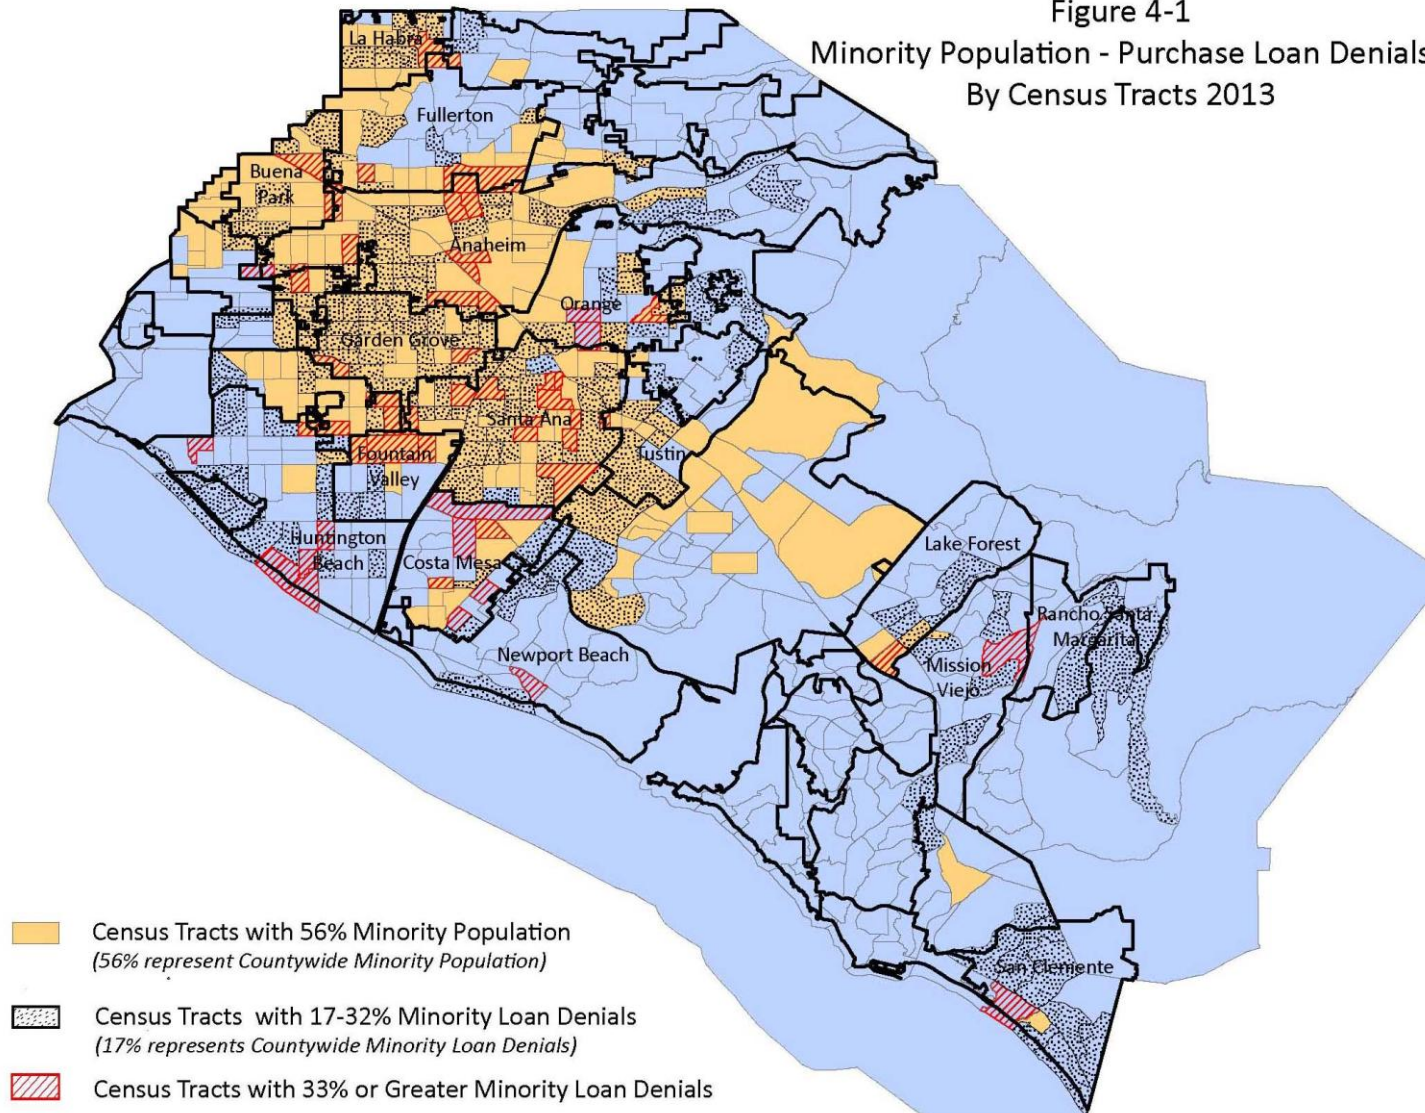 Figure 4-1
Minority Population - Purchase Loan Denials
By Census Tracts 2013
La Habra
Fullerton
Buena
Park
Anaheim
Orange
Garden Grove
Santa Ana
Fountain
Valley
Tustin
Huntington
Beach
Costa Mesa
Lake Forest
Rancho Santa
Margarita
Newport Beach
Mission
Viejo
San Clemente
Census Tracts with 56% Minority Population
(56% represent Countywide Minority Population)
Census Tracts with 17-32% Minority Loan Denials
(17% represents Countywide Minority Loan Denials)
Census Tracts with 33% or Greater Minority Loan Denials